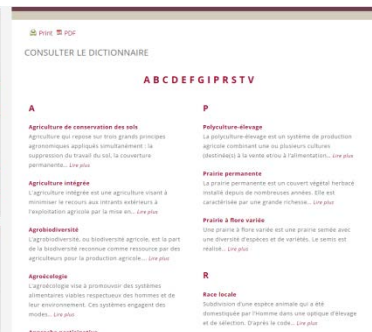 Print PDF
CONSULTER LE DICTIONNAIRE
A B C D E F G I P R S T V
A
Agriculture de conservation des sols
Agriculture qui repose sur trois grands principes
agronomiques appliqués simultanément : la
suppression du travail du sol, la couverture
permanente... Lire plus
Agriculture intégrée
L'agriculture intégrée est une agriculture visant à
minimiser le recours aux intrants extérieurs à
l'exploitation agricole par la mise en... Lire plus
Agrobiodiversité
L'agrobiodiversité, ou biodiversité agricole, est la part
de la biodiversité reconnue comme ressource par des
agriculteurs pour la production agricole... Lire plus
Agroécologie
L'agroécologie vise à promouvoir des systèmes
alimentaires viables respectueux des hommes et de
leur environnement. Ces systèmes engagent des
modes... Lire plus
P
Polyculture-élevage
La polyculture-élevage est un système de production
agricole combinant une ou plusieurs cultures
(destinée(s) à la vente et/ou à l'alimentation... Lire plus
Prairie permanente
La prairie permanente est un couvert végétal herbacé
installé depuis de nombreuses années. Elle est
caractérisée par une grande richesse... Lire plus
Prairie à flore variée
Une prairie à flore variée est une prairie semée avec
une diversité d'espèces et de variétés. Le semis est
réalisé... Lire plus
R
Race locale
Subdivision d'une espèce animale qui a été
domestiquée par l'Homme dans une optique d'élevage
et de sélection. D'après le code... Lire plus